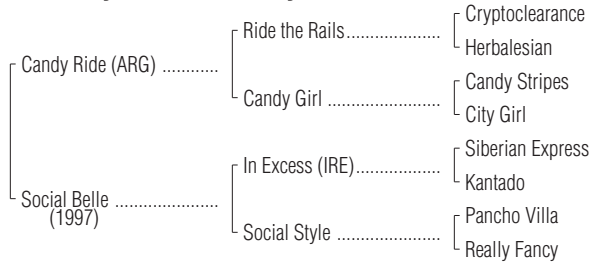 Cryptoclearance
Ride the Rails....................
Herbalesian
Candy Ride (ARG) ............
Candy Stripes
Candy Girl ........................
City Girl
Siberian Express
In Excess (IRE)..................
Kantado
Social Belle ......................
(1997)
Pancho Villa
Social Style ......................
Really Fancy